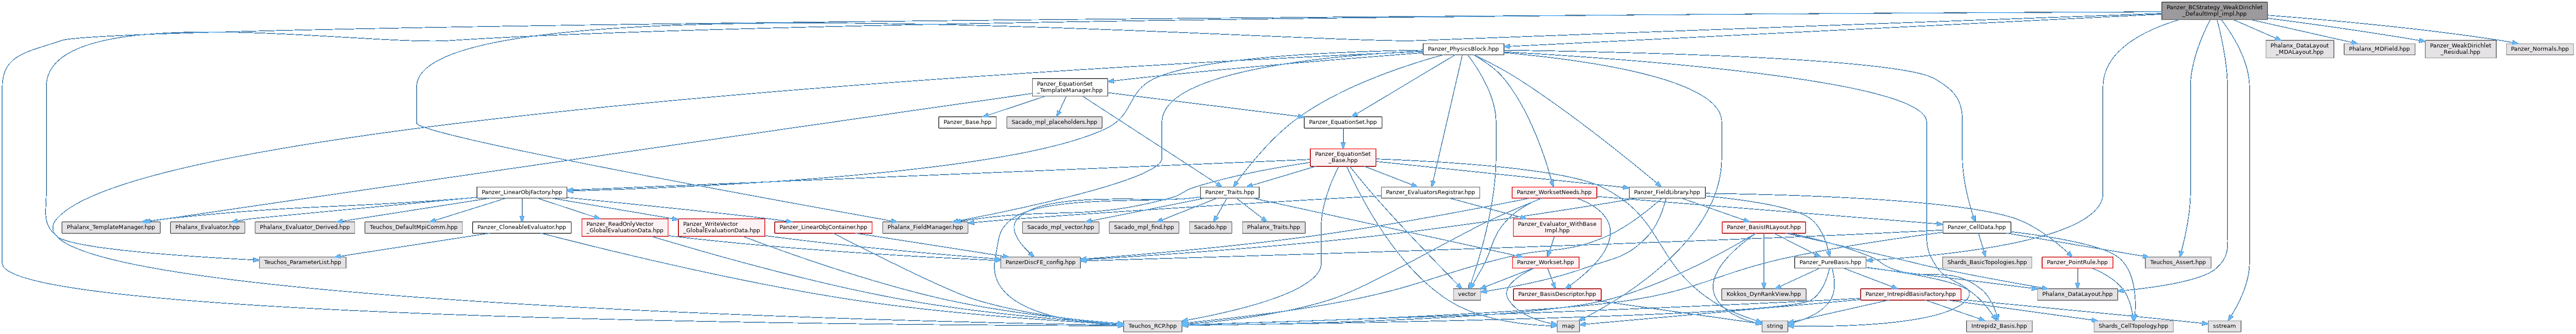 Panzer_BCStrategy_WeakDirichlet
_DefaultImpl_impl.hpp
Panzer_PhysicsBlock.hpp
Phalanx_DataLayout
_MDALayout.hpp
Phalanx_MDField.hpp
Panzer_WeakDirichlet
_Residual.hpp
Panzer_Normals.hpp
Panzer_EquationSet
_TemplateManager.hpp
Panzer_Base.hpp
Sacado_mpl_placeholders.hpp
Panzer_EquationSet.hpp
Panzer_EquationSet
_Base.hpp
Panzer_LinearObjFactory.hpp
Panzer_Traits.hpp
Panzer_EvaluatorsRegistrar.hpp
Panzer_WorksetNeeds.hpp
Panzer_FieldLibrary.hpp
Phalanx_TemplateManager.hpp
Phalanx_Evaluator.hpp
Phalanx_Evaluator_Derived.hpp
Teuchos_DefaultMpiComm.hpp
Panzer_CloneableEvaluator.hpp
Panzer_ReadOnlyVector
_GlobalEvaluationData.hpp
Panzer_WriteVector
_GlobalEvaluationData.hpp
Panzer_LinearObjContainer.hpp
Phalanx_FieldManager.hpp
Sacado_mpl_vector.hpp
Sacado_mpl_find.hpp
Sacado.hpp
Phalanx_Traits.hpp
Panzer_Evaluator_WithBase
Impl.hpp
Panzer_BasisIRLayout.hpp
Panzer_CellData.hpp
Teuchos_ParameterList.hpp
PanzerDiscFE_config.hpp
Panzer_Workset.hpp
Panzer_PureBasis.hpp
Shards_BasicTopologies.hpp
Panzer_PointRule.hpp
Teuchos_Assert.hpp
vector
Panzer_BasisDescriptor.hpp
Kokkos_DynRankView.hpp
Panzer_IntrepidBasisFactory.hpp
Phalanx_DataLayout.hpp
Teuchos_RCP.hpp
map
string
Intrepid2_Basis.hpp
Shards_CellTopology.hpp
sstream